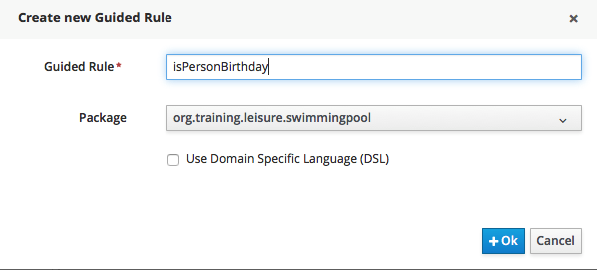 Create new Guided Rule ×
Guided Rule* isPersonBirthday
Package org.training.leisure.swimmingpool
Use Domain Specific Language (DSL)
+ Ok Cancel